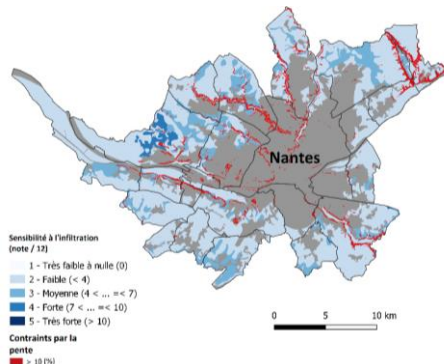 Nantes
Sensibilité à l'infiltration
(note / 12)
1 - Très faible à nulle (0)
2 - Faible (< 4)
3 - Moyenne (4 < ... =< 7)
4 - Forte (7 < ... =< 10)
5 - Très forte (> 10)
Contraints par la
pente
> 10 (%)
0 5 10 km